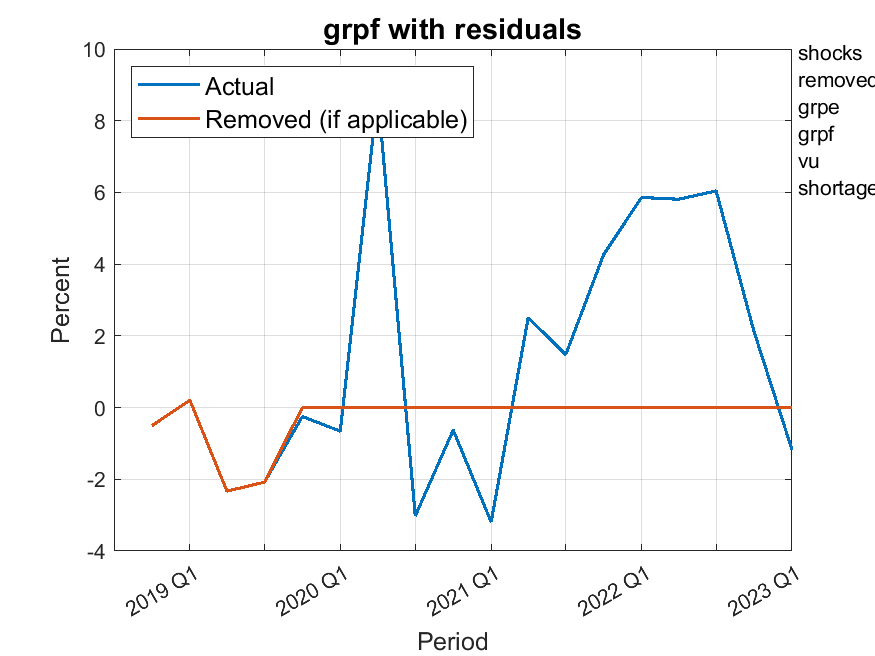 grpf with residuals
10
8
6
4
2
0
-2
-4
Percent
Actual
Removed (if applicable)
shocks
removed
grpe
grpf
vu
shortage
2019 Q1
2020 Q1
2021 Q1
2022 Q1
2023 Q1
Period